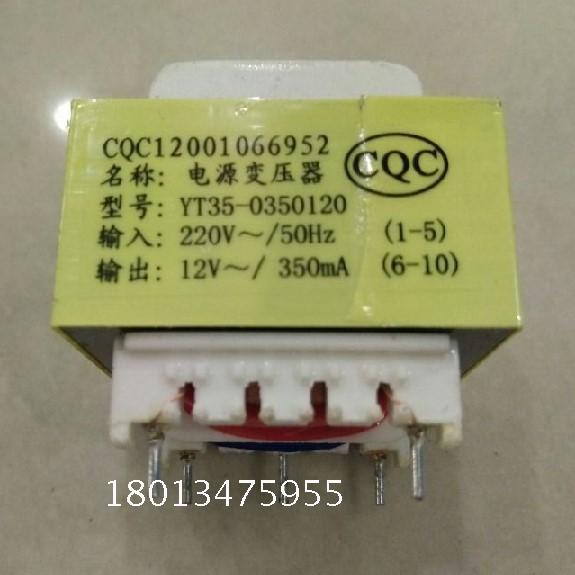 CQC12001066952
名称: 电源变压器
CQC
型号: YT35-0350120
输入: 220V～/50Hz (1-5)
输出: 12V～/ 350mA (6-10)
18013475955